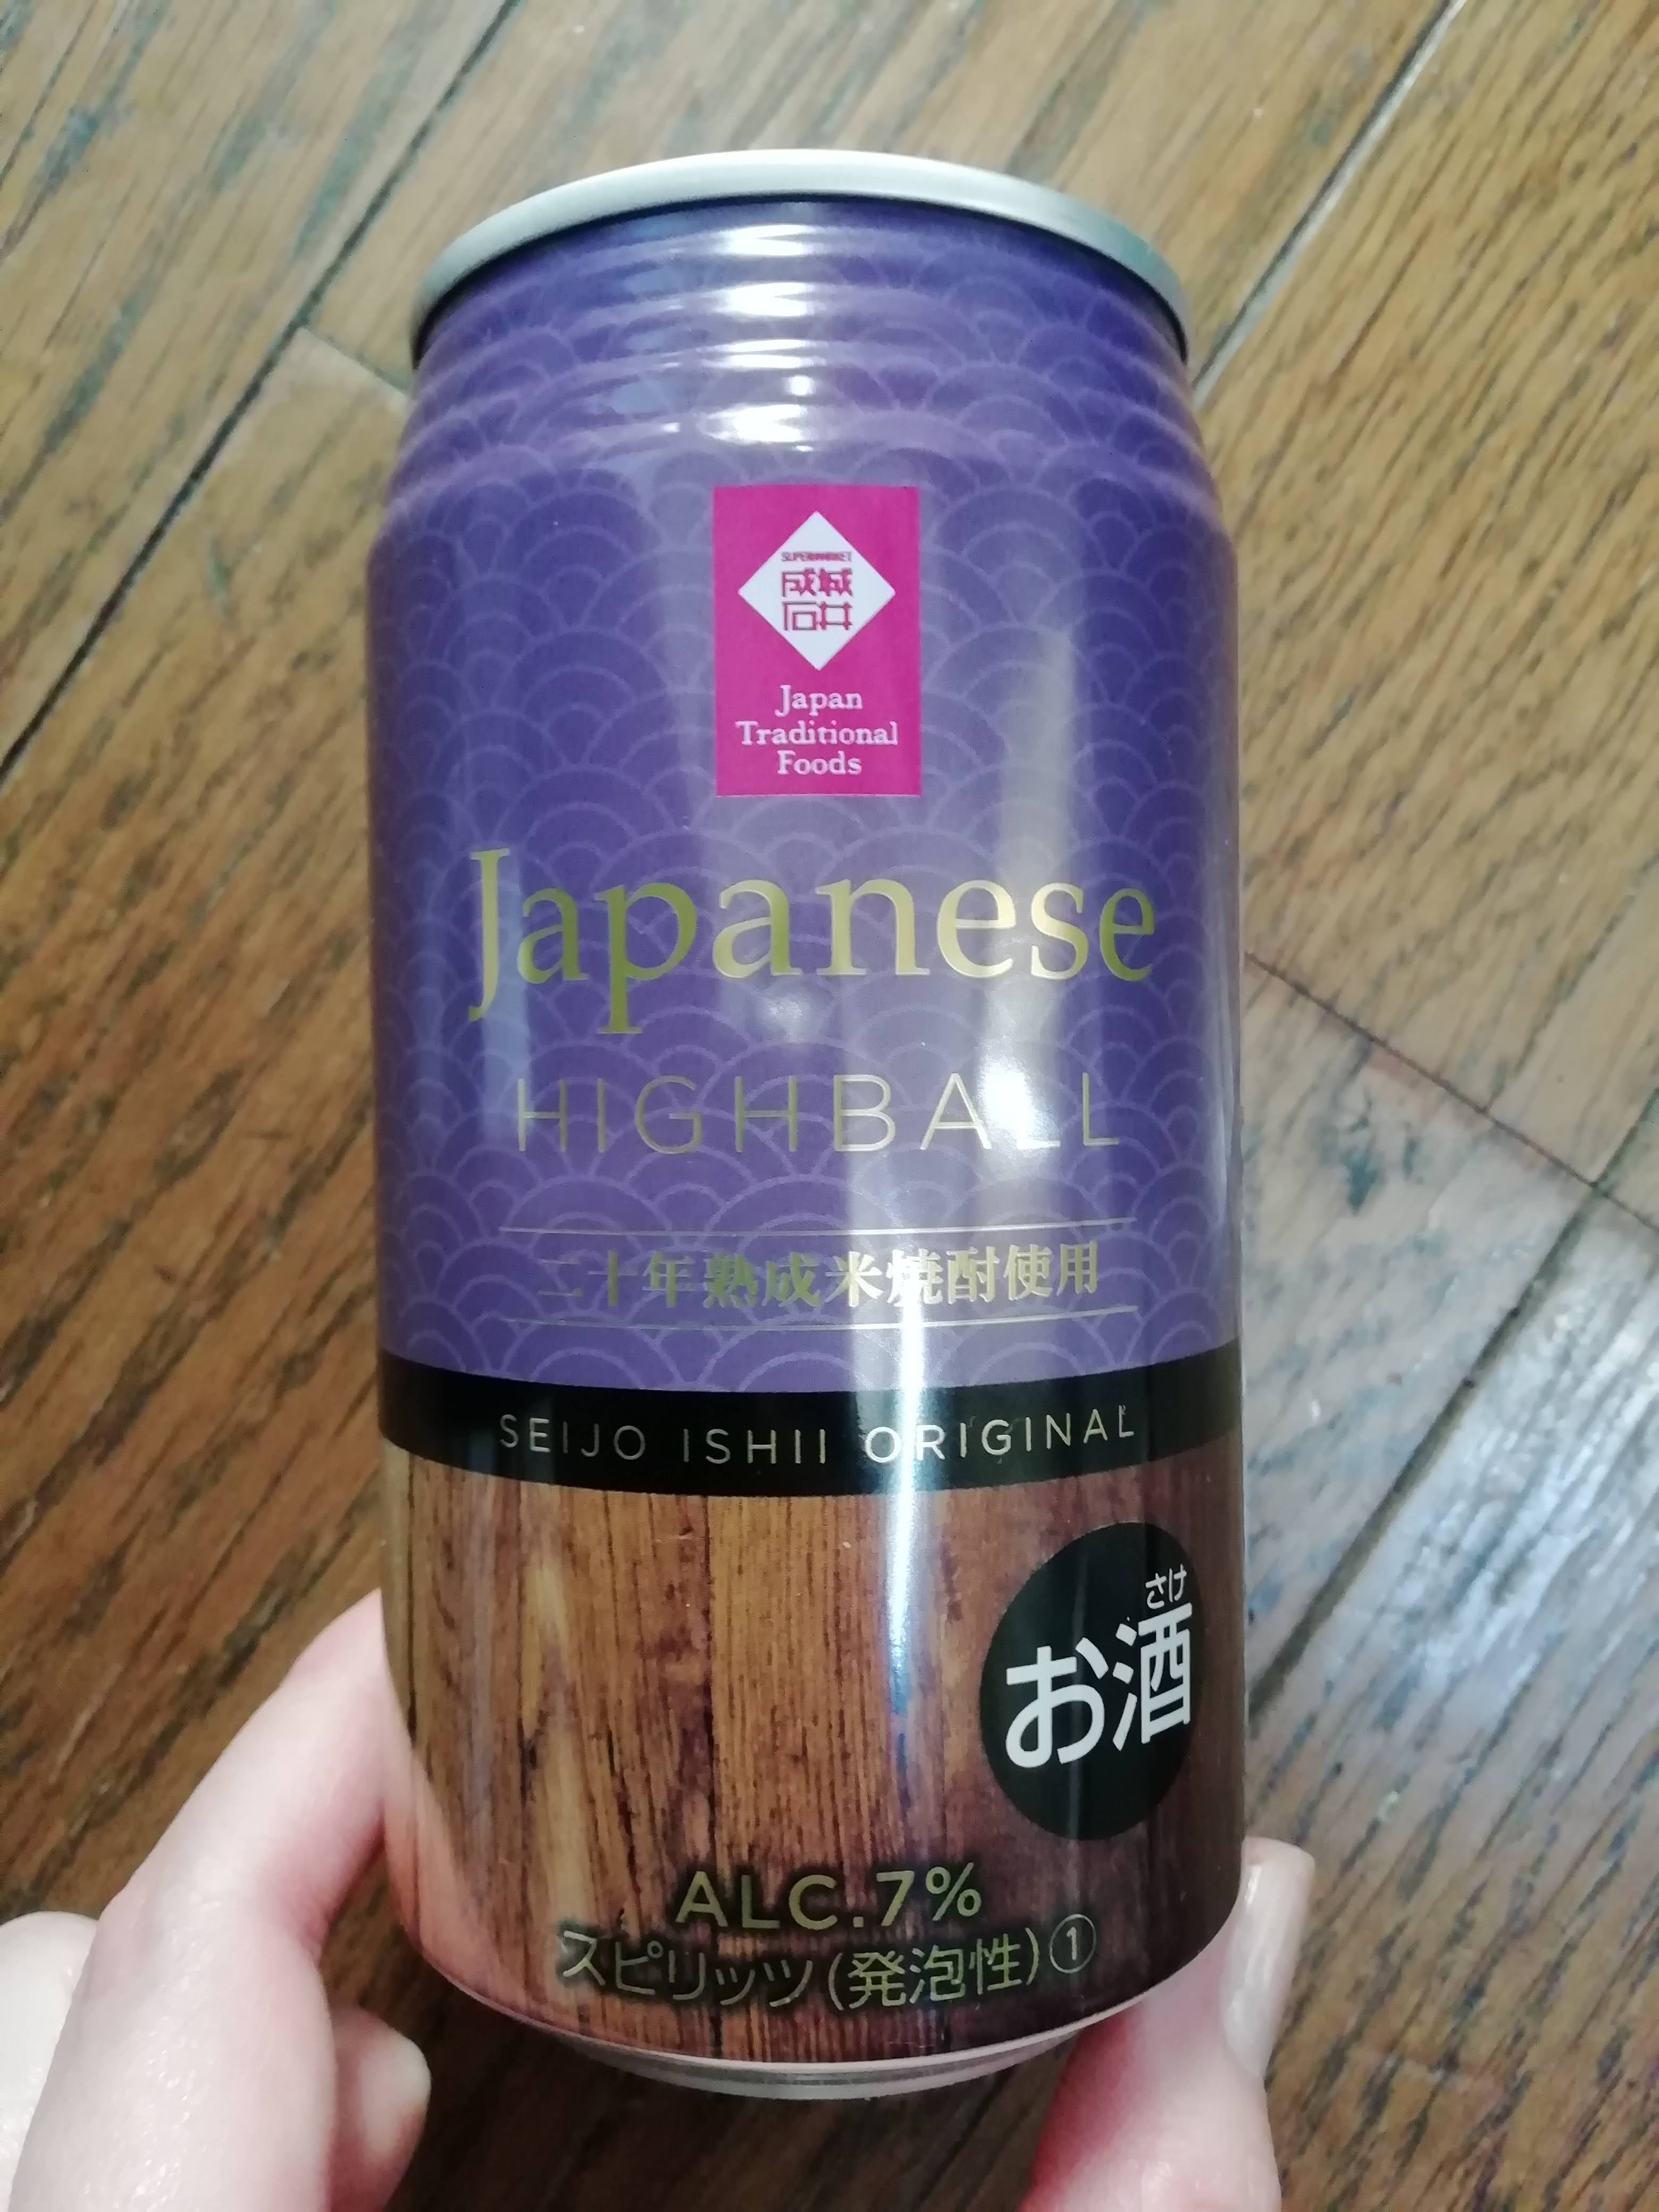 SUPERMARKET
成城
石井
Japan
Traditional
Foods
Japanese
HIGHBALL
二十年熟成米焼酎使用
SEIJO ISHII ORIGINAL
さけ
お酒
ALC.7%
スピリッツ(発泡性)①